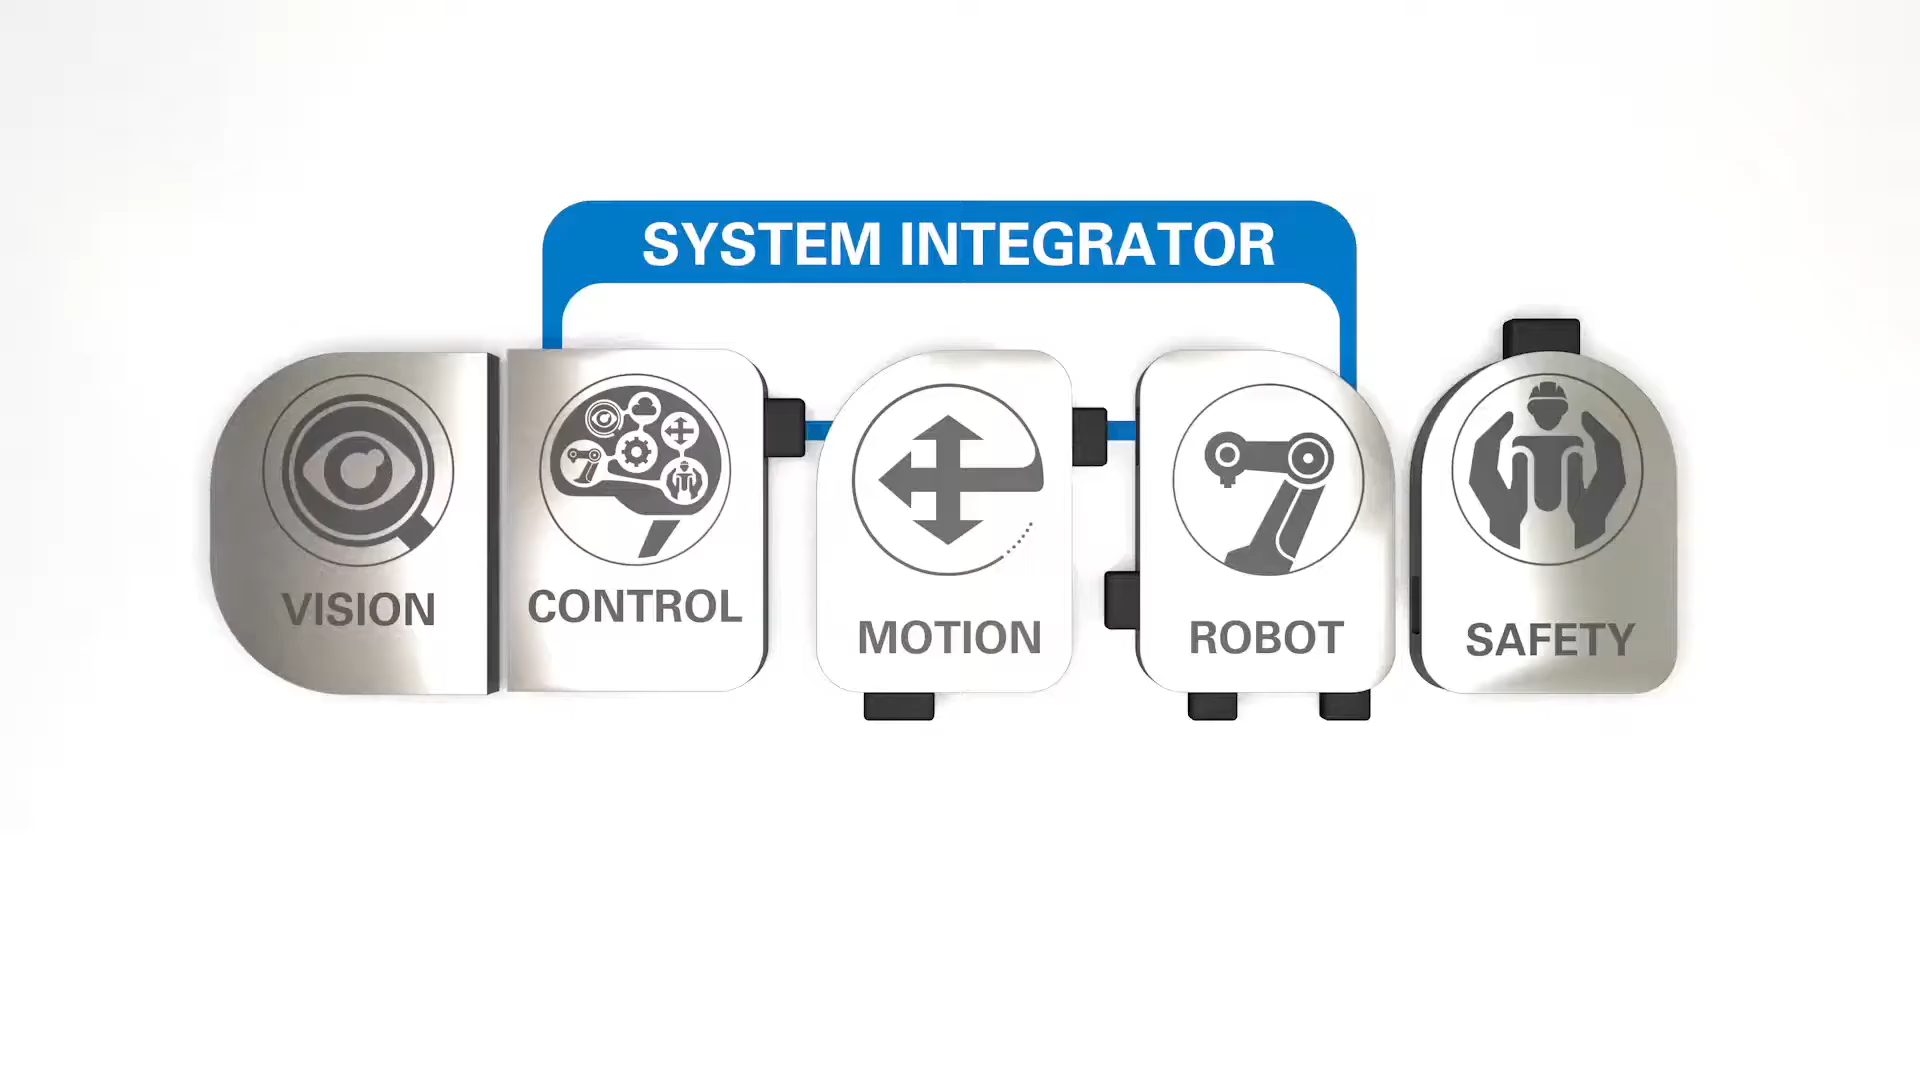 SYSTEM INTEGRATOR
VISION
CONTROL
MOTION
ROBOT
SAFETY